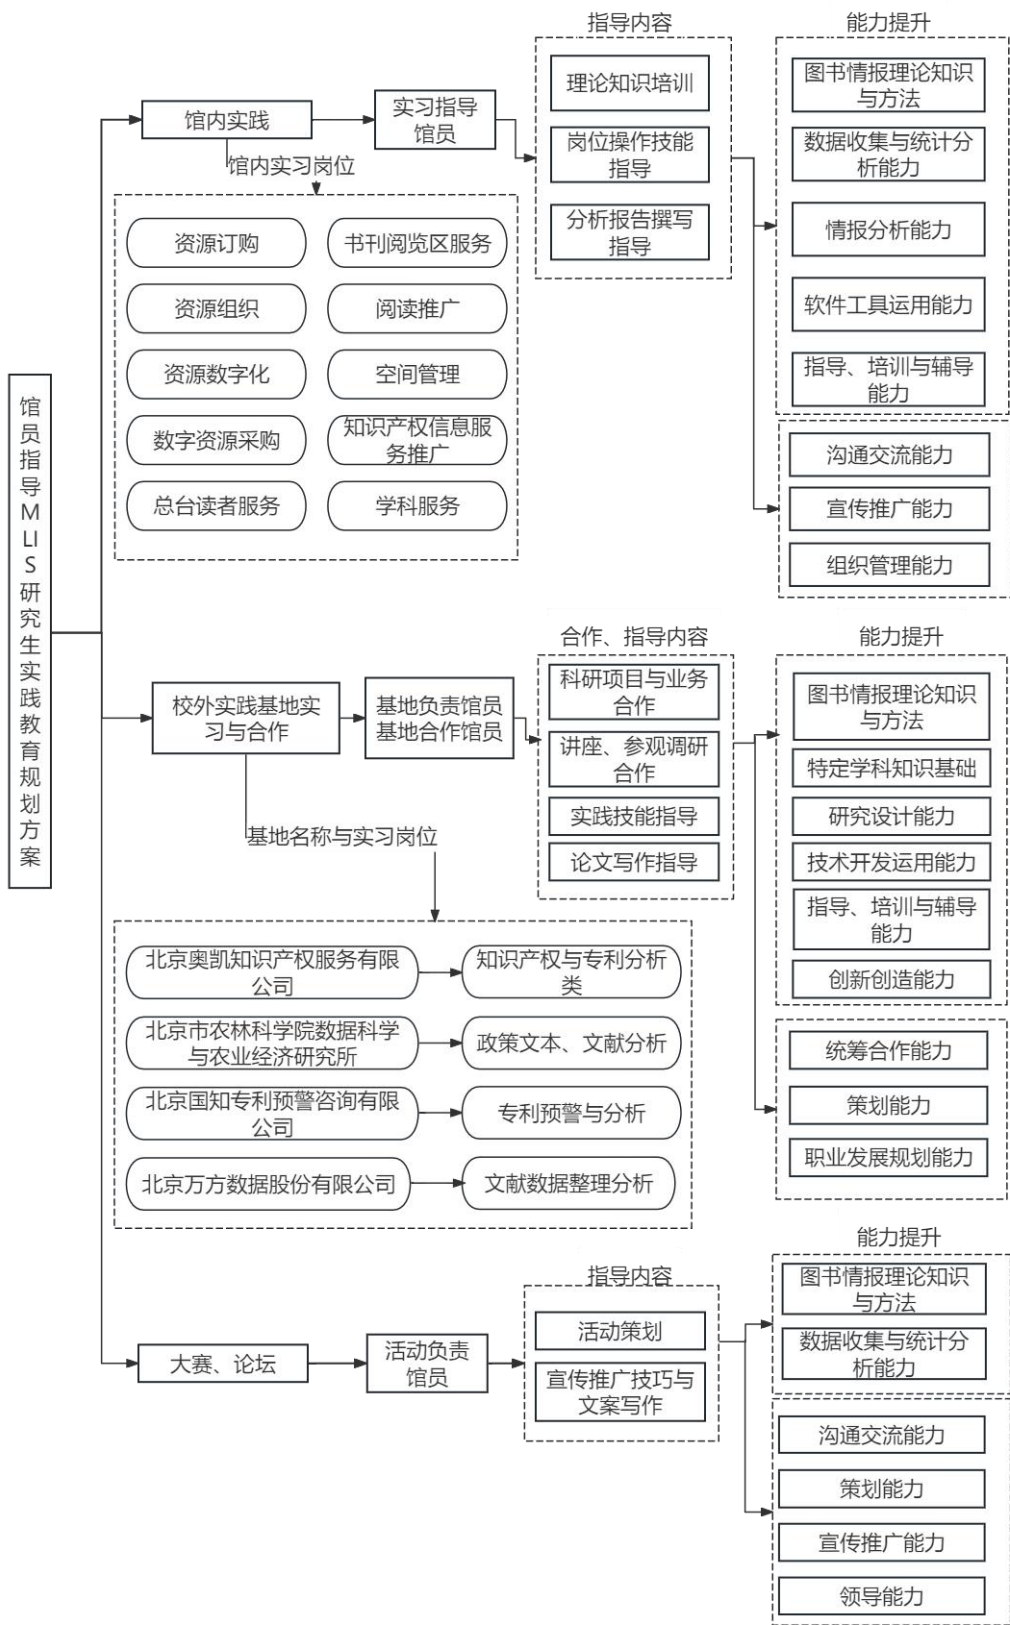 馆员指导MLIS研究生实践教育规划方案
馆内实践
实习指导
馆员
指导内容
理论知识培训
岗位操作技能
指导
分析报告撰写
指导
能力提升
图书情报理论知识
与方法
数据收集与统计分
析能力
情报分析能力
软件工具运用能力
指导、培训与辅导
能力
沟通交流能力
宣传推广能力
组织管理能力
馆内实习岗位
资源订购
书刊阅览区服务
资源组织
阅读推广
资源数字化
空间管理
数字资源采购
知识产权信息服
务推广
总台读者服务
学科服务
校外实践基地实
习与合作
基地负责馆员
基地合作馆员
合作、指导内容
科研项目与业务
合作
讲座、参观调研
合作
实践技能指导
论文写作指导
能力提升
图书情报理论知识
与方法
特定学科知识基础
研究设计能力
技术开发运用能力
指导、培训与辅导
能力
创新创造能力
统筹合作能力
策划能力
职业发展规划能力
基地名称与实习岗位
北京奥凯知识产权服务有限
公司
知识产权与专利分析
类
北京市农林科学院数据科学
与农业经济研究所
政策文本、文献分析
北京国知专利预警咨询有限
公司
专利预警与分析
北京万方数据股份有限公司
文献数据整理分析
大赛、论坛
活动负责
馆员
指导内容
活动策划
宣传推广技巧与
文案写作
能力提升
图书情报理论知识
与方法
数据收集与统计分
析能力
沟通交流能力
策划能力
宣传推广能力
领导能力